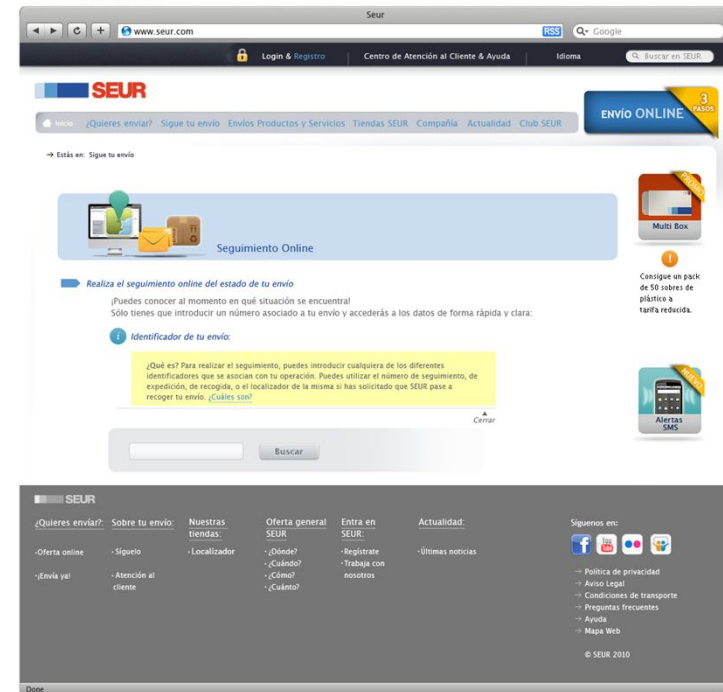 Seur
www.seur.com
RSS
Google
Login & Registro
Centro de Atención al Cliente & Ayuda
Idioma
Buscar en SEUR
SEUR
3
PASOS
ENVÍO ONLINE
Inicio ¿Quieres enviar? Sigue tu envío Envíos Productos y Servicios Tiendas SEUR Compañía Actualidad Club SEUR
→ Estás en: Sigue tu envío
PROMO
Multi Box
Seguimiento Online
Consigue un pack
de 50 sobres de
plástico a
tarifa reducida.
Realiza el seguimiento online del estado de tu envío
¡Puedes conocer al momento en qué situación se encuentra!
Sólo tienes que introducir un número asociado a tu envío y accederás a los datos de forma rápida y clara:
i Identificador de tu envío:
¿Qué es? Para realizar el seguimiento, puedes introducir cualquiera de los diferentes
identificadores que se asocian con tu operación. Puedes utilizar el número de seguimiento, de
expedición, de recogida, o el localizador de la misma si has solicitado que SEUR pase a
recoger tu envío. ¿Cuáles son?
Cerrar
NUEVO
Alertas
SMS
Buscar
SEUR
¿Quieres envíar?:
·Oferta online
·¡Envía ya!
Sobre tu envío:
·Síguelo
·Atención al
cliente
Nuestras
tiendas:
·Localizador
Oferta general
SEUR
·¿Dónde?
·¿Cuándo?
·¿Cómo?
·¿Cuánto?
Entra en
SEUR:
·Regístrate
·Trabaja con
nosotros
Actualidad:
·Últimas noticias
Síguenos en:
f
You
Tube
→ Política de privacidad
→ Aviso Legal
→ Condiciones de transporte
→ Preguntas frecuentes
→ Ayuda
→ Mapa Web
© SEUR 2010
Done